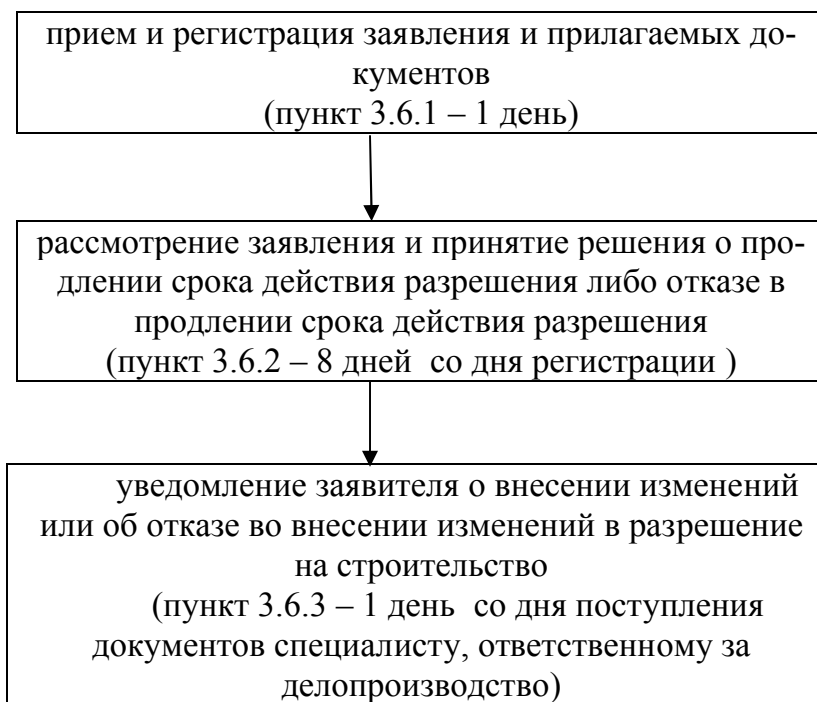 прием и регистрация заявления и прилагаемых до-
кументов
(пункт 3.6.1 – 1 день)
рассмотрение заявления и принятие решения о про-
длении срока действия разрешения либо отказе в
продлении срока действия разрешения
(пункт 3.6.2 – 8 дней  со дня регистрации )
уведомление заявителя о внесении изменений
или об отказе во внесении изменений в разрешение
на строительство
(пункт 3.6.3 – 1 день  со дня поступления
документов специалисту, ответственному за
делопроизводство)